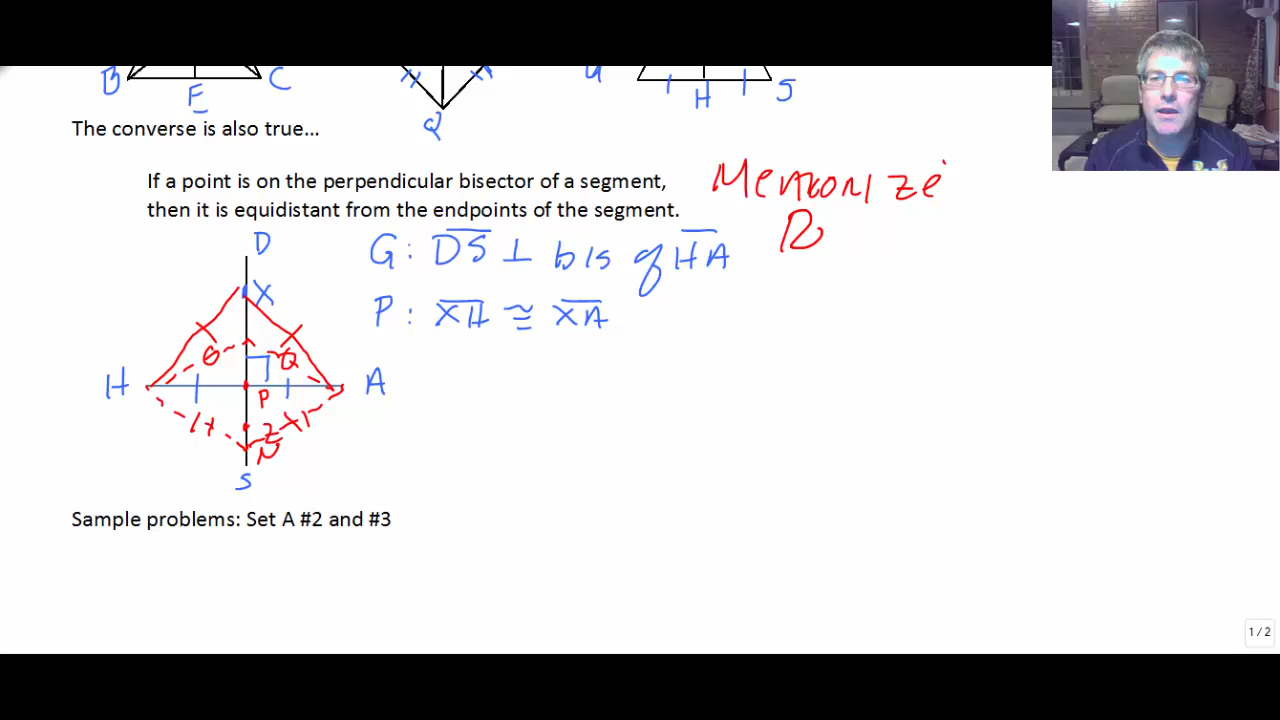 B E C
Q
H S
The converse is also true...
If a point is on the perpendicular bisector of a segment,
then it is equidistant from the endpoints of the segment.
Memorize
D
G: DS ⊥ bis of HA
X
P: XH ≅ XA
H A
P
Z
N
S
Sample problems: Set A #2 and #3
1 / 2